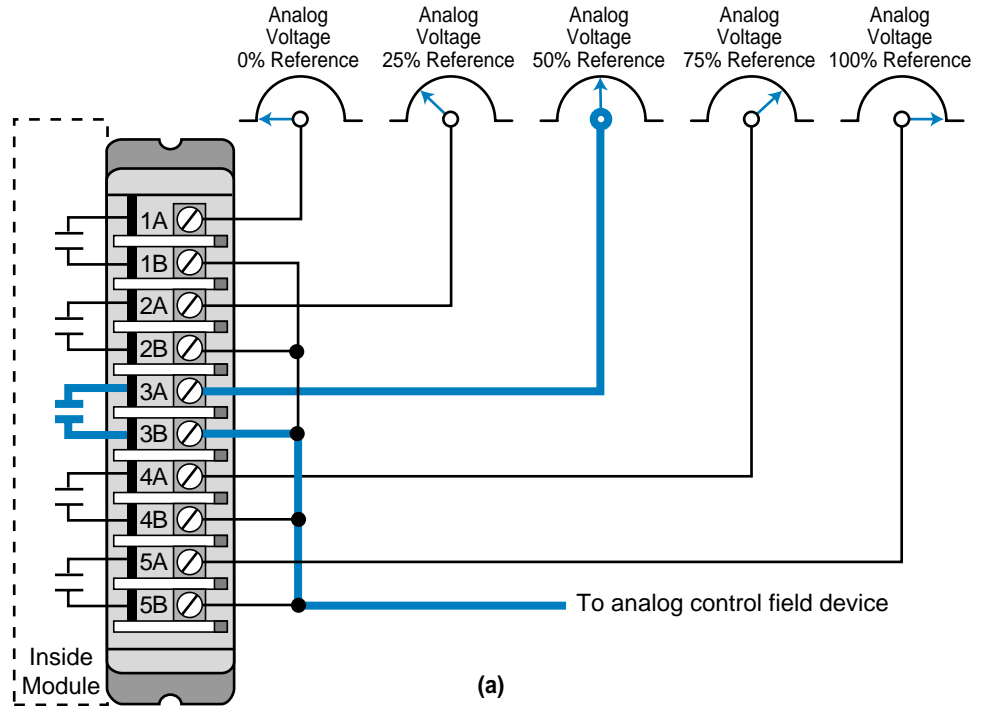 Analog
Voltage
0% Reference
Analog
Voltage
25% Reference
Analog
Voltage
50% Reference
Analog
Voltage
75% Reference
Analog
Voltage
100% Reference
1A
1B
2A
2B
3A
3B
4A
4B
5A
5B
To analog control field device
Inside
Module
(a)